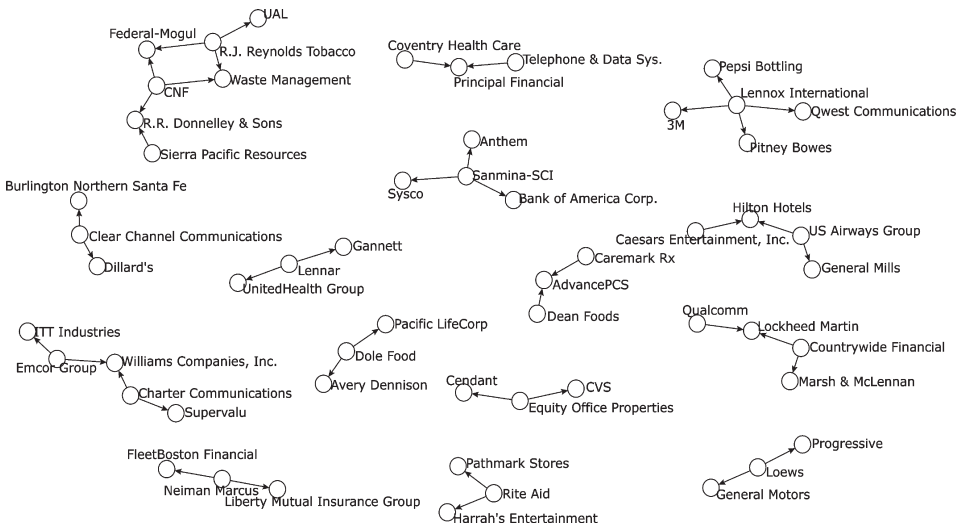 UAL
Federal-Mogul
R.J. Reynolds Tobacco
Waste Management
CNF
R.R. Donnelley & Sons
Sierra Pacific Resources
Coventry Health Care
Telephone & Data Sys.
Principal Financial
Pepsi Bottling
Lennox International
3M
Qwest Communications
Pitney Bowes
Anthem
Sanmina-SCI
Sysco
Bank of America Corp.
Burlington Northern Santa Fe
Clear Channel Communications
Dillard's
Gannett
Lennar
UnitedHealth Group
Hilton Hotels
Caesars Entertainment, Inc.
US Airways Group
General Mills
Caremark Rx
AdvancePCS
Dean Foods
ITT Industries
Emcor Group
Williams Companies, Inc.
Charter Communications
Supervalu
Pacific LifeCorp
Dole Food
Avery Dennison
Cendant
CVS
Equity Office Properties
Qualcomm
Lockheed Martin
Countrywide Financial
Marsh & McLennan
FleetBoston Financial
Neiman Marcus
Liberty Mutual Insurance Group
Pathmark Stores
Rite Aid
Harrah's Entertainment
Progressive
Loews
General Motors